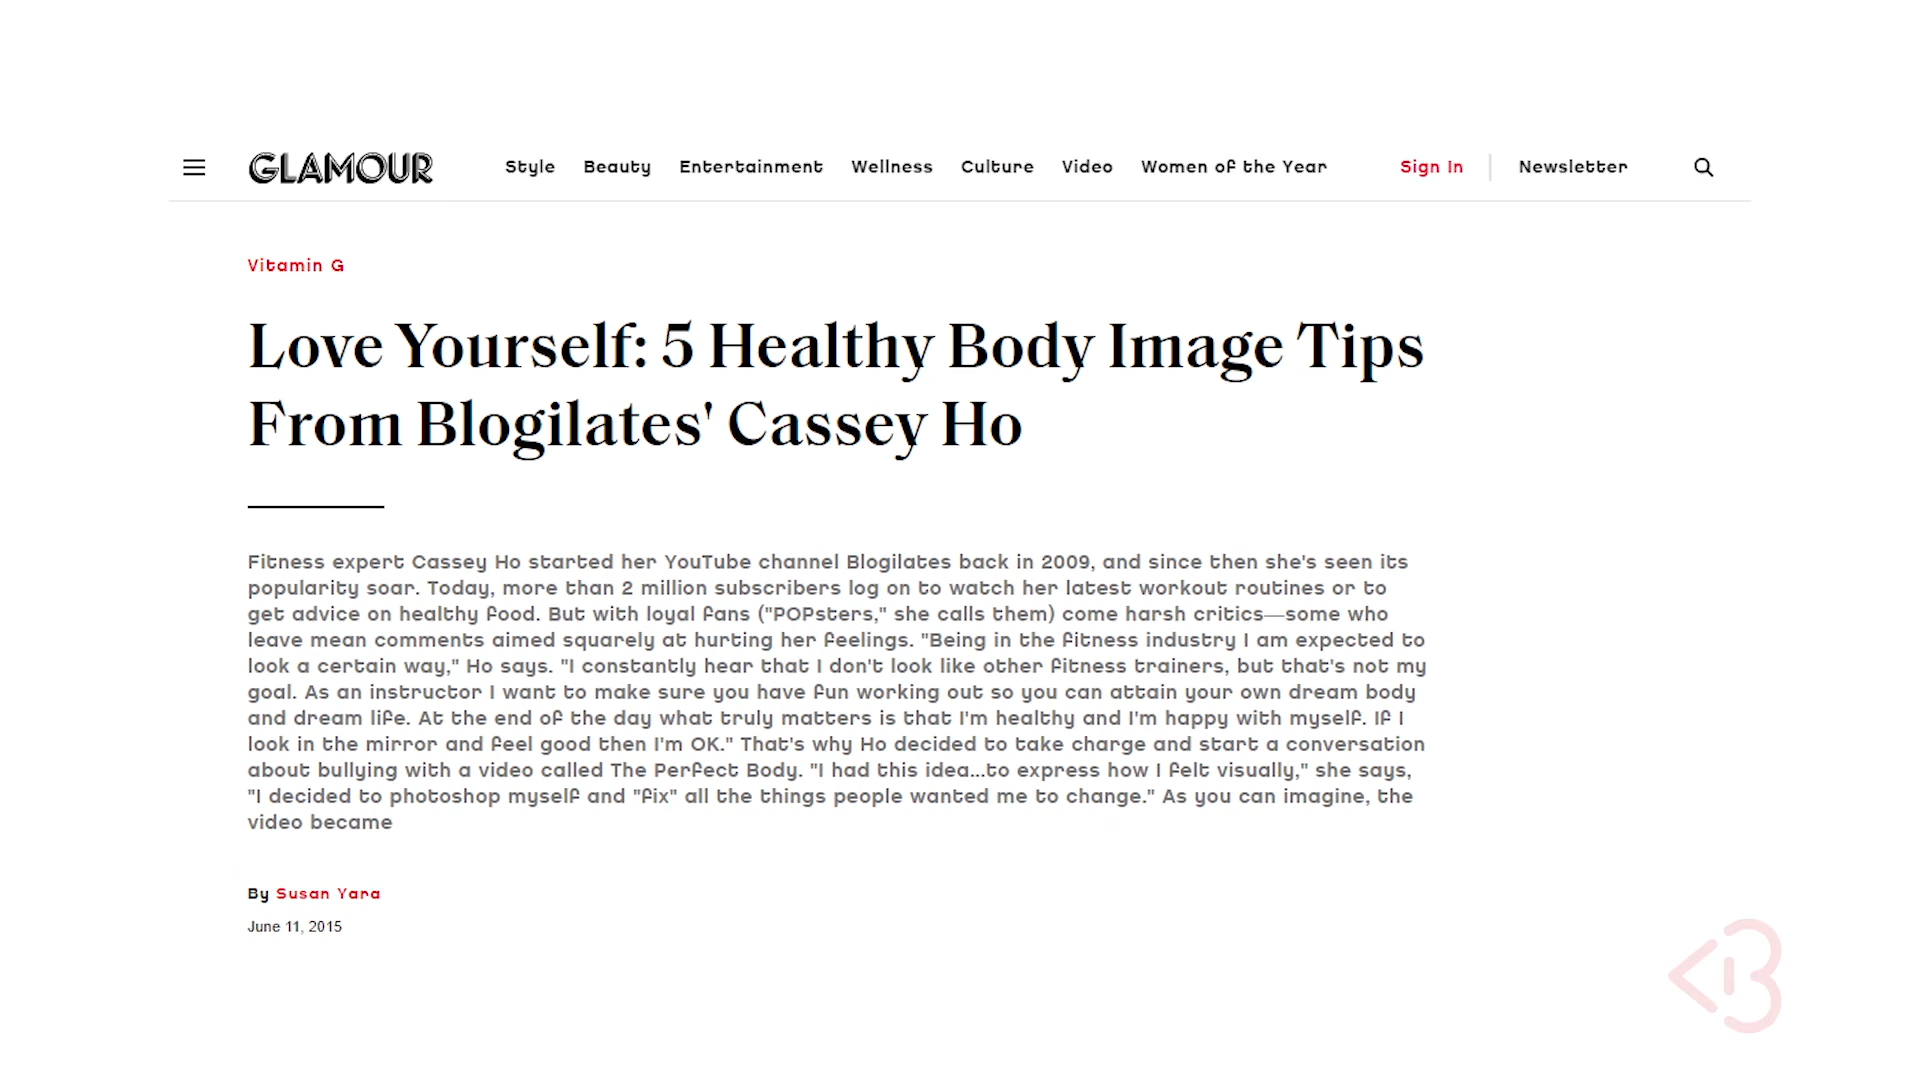 GLAMOUR Style Beauty Entertainment Wellness Culture Video Women of the Year Sign In Newsletter
Vitamin G
Love Yourself: 5 Healthy Body Image Tips
From Blogilates' Cassey Ho
Fitness expert Cassey Ho started her YouTube channel Blogilates back in 2009, and since then she's seen its
popularity soar. Today, more than 2 million subscribers log on to watch her latest workout routines or to
get advice on healthy food. But with loyal fans ("POPsters," she calls them) come harsh critics—some who
leave mean comments aimed squarely at hurting her feelings. "Being in the fitness industry I am expected to
look a certain way," Ho says. "I constantly hear that I don't look like other fitness trainers, but that's not my
goal. As an instructor I want to make sure you have fun working out so you can attain your own dream body
and dream life. At the end of the day what truly matters is that I'm healthy and I'm happy with myself. If I
look in the mirror and feel good then I'm OK." That's why Ho decided to take charge and start a conversation
about bullying with a video called The Perfect Body. "I had this idea...to express how I felt visually," she says,
"I decided to photoshop myself and "fix" all the things people wanted me to change." As you can imagine, the
video became
By Susan Yara
June 11, 2015